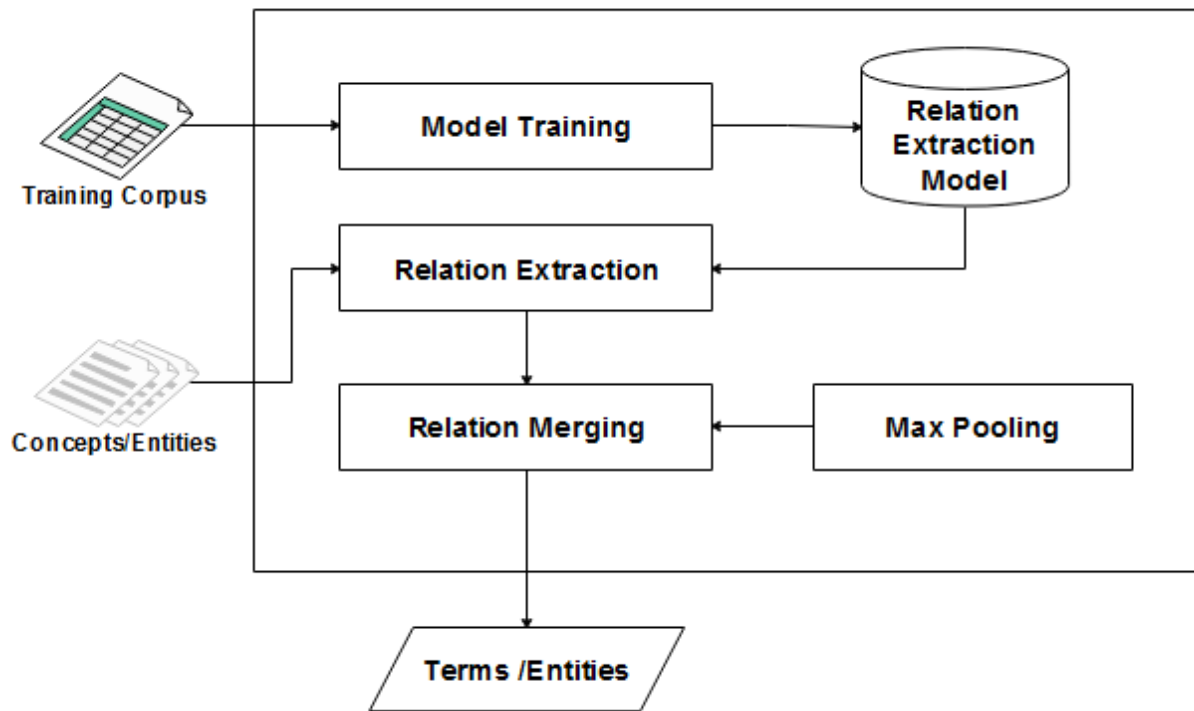 Model Training
Relation
Extraction
Model
Training Corpus
Relation Extraction
Concepts/Entities
Relation Merging
Max Pooling
Terms /Entities